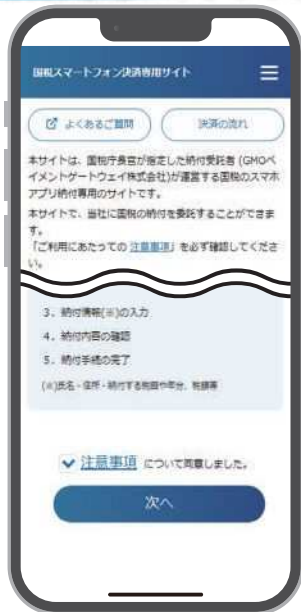 国税スマートフォン決済専用サイト
よくあるご質問
決済の流れ
本サイトは、国税庁長官が指定した納付受託者 (GMOペ
イメントゲートウェイ株式会社)が運営する国税のスマホ
アプリ納付専用のサイトです。
本サイトで、当社に国税の納付を委託することができま
す。
「ご利用にあたっての 注意事項」を必ず確認してくださ
い。
3. 納付情報(※)の入力
4. 納付内容の確認
5. 納付手続の完了
(※)氏名・住所・納付する税目や年分、税額等
注意事項 について同意しました。
次へ